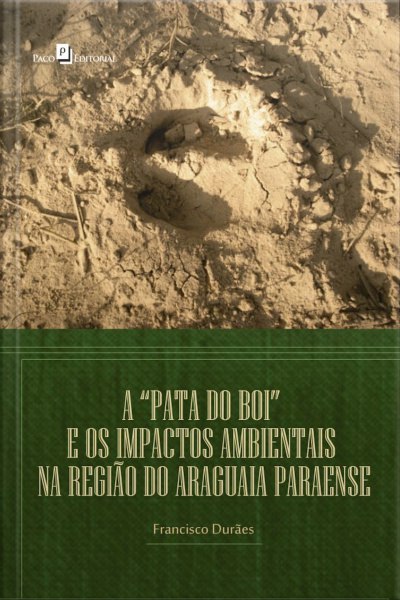 PACO EDITORIAL
A “PATA DO BOI”
E OS IMPACTOS AMBIENTAIS
NA REGIÃO DO ARAGUAIA PARAENSE
Francisco Durães